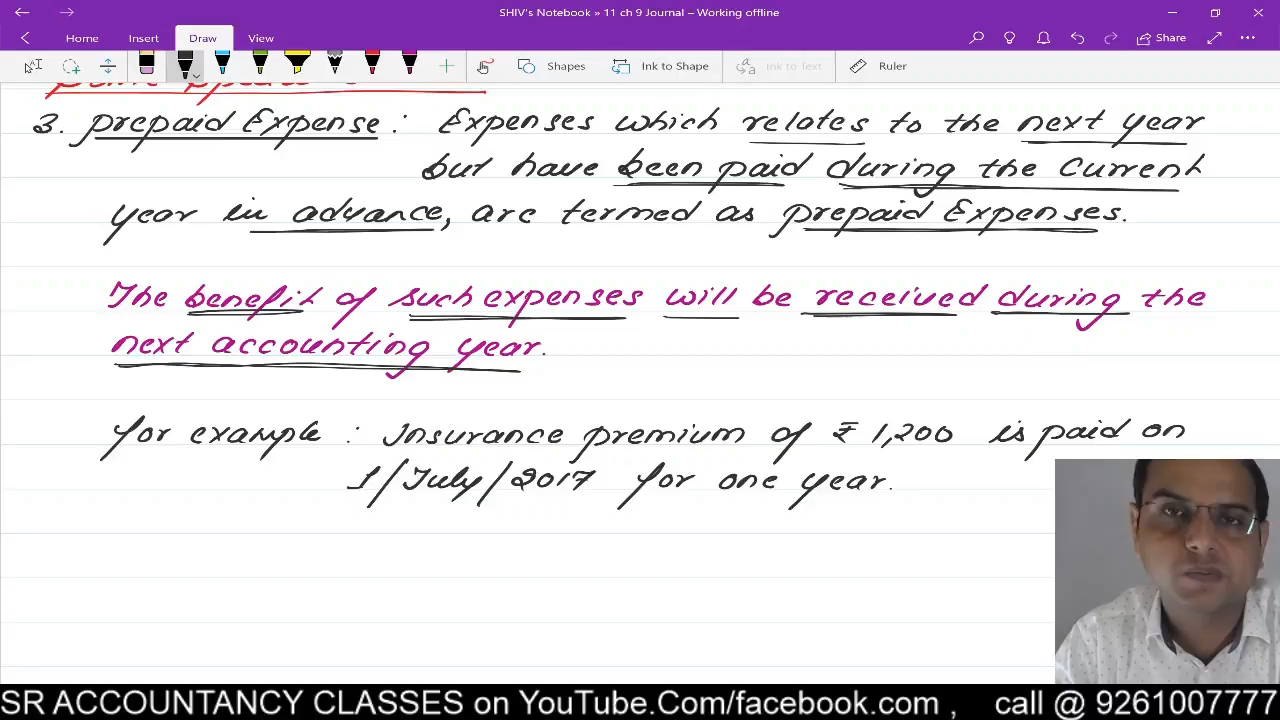 SHIV's Notebook » 11 ch 9 Journal – Working offline
Home Insert Draw View
Share
Shapes Ink to Shape Ink to Text Ruler
3. prepaid Expense : Expenses which relates to the next year
but have been paid during the Current
year in advance, are termed as prepaid Expenses.
The benefit of such expenses will be received during the
next accounting year.
for example : Insurance premium of ₹ 1,200 is paid on
1/July/2017 for one year.
SR ACCOUNTANCY CLASSES on YouTube.Com/facebook.com , call @ 9261007777